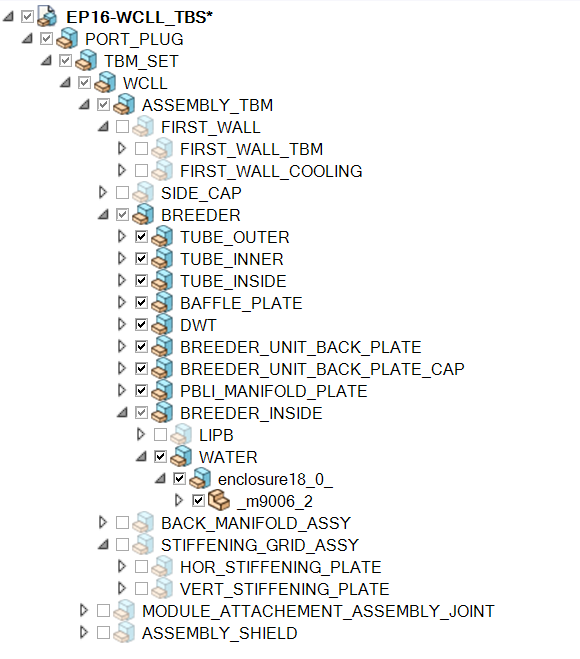 EP16-WCLL_TBS*
PORT_PLUG
TBM_SET
WCLL
ASSEMBLY_TBM
FIRST_WALL
FIRST_WALL_TBM
FIRST_WALL_COOLING
SIDE_CAP
BREEDER
TUBE_OUTER
TUBE_INNER
TUBE_INSIDE
BAFFLE_PLATE
DWT
BREEDER_UNIT_BACK_PLATE
BREEDER_UNIT_BACK_PLATE_CAP
PBLI_MANIFOLD_PLATE
BREEDER_INSIDE
LIPB
WATER
enclosure18_0_
_m9006_2
BACK_MANIFOLD_ASSY
STIFFENING_GRID_ASSY
HOR_STIFFENING_PLATE
VERT_STIFFENING_PLATE
MODULE_ATTACHEMENT_ASSEMBLY_JOINT
ASSEMBLY_SHIELD